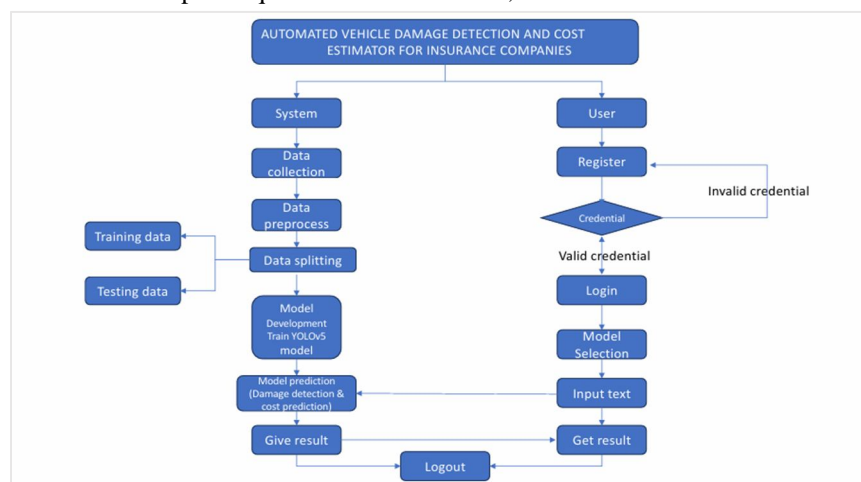 AUTOMATED VEHICLE DAMAGE DETECTION AND COST
ESTIMATOR FOR INSURANCE COMPANIES
System
User
Data
collection
Register
Invalid credential
Data
preprocess
Credential
Training data
Data splitting
Valid credential
Testing data
Login
Model
Development
Train YOLOv5
model
Model
Selection
Model prediction
(Damage detection &
cost prediction)
Input text
Give result
Get result
Logout